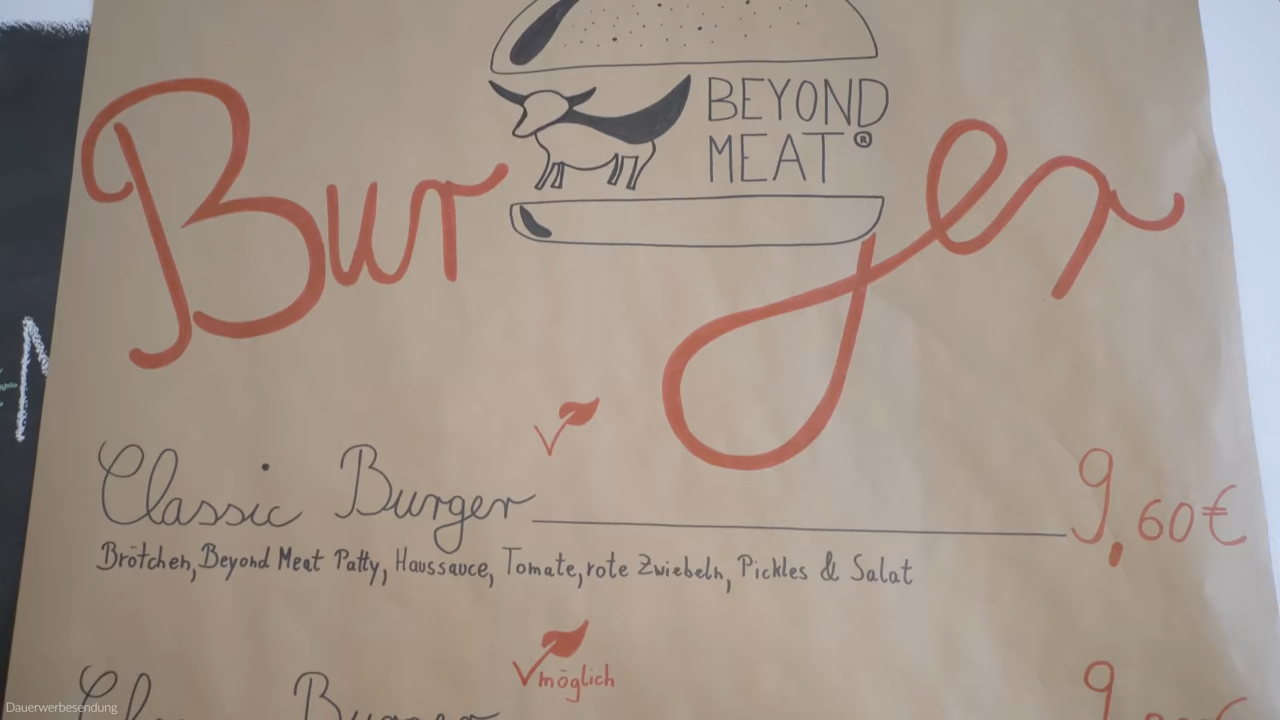 BEYOND
MEAT®
Burger
Classic Burger 9,60€
Brötchen, Beyond Meat Patty, Haussauce, Tomate, rote Zwiebeln, Pickles & Salat
möglich
Dauerwerbesendung